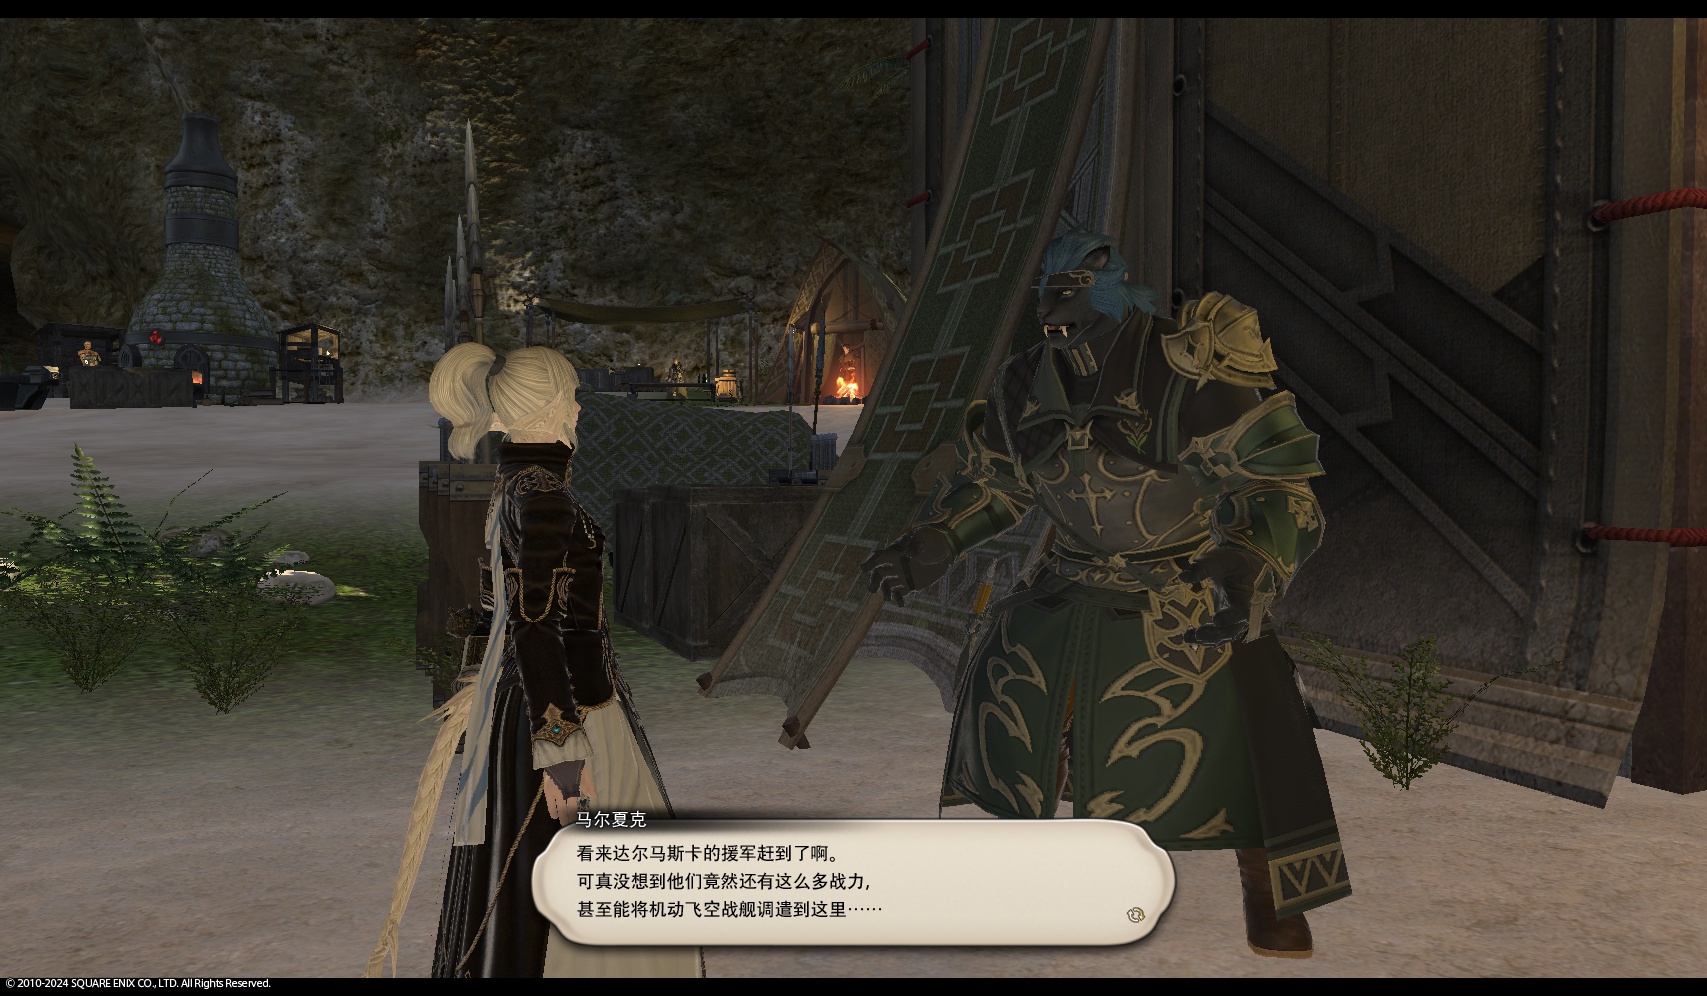 马尔夏克
看来达尔马斯卡的援军赶到了啊。
可真没想到他们竟然还有这么多战力，
甚至能将机动飞空战舰调遣到这里……
© 2010-2024 SQUARE ENIX CO., LTD. All Rights Reserved.